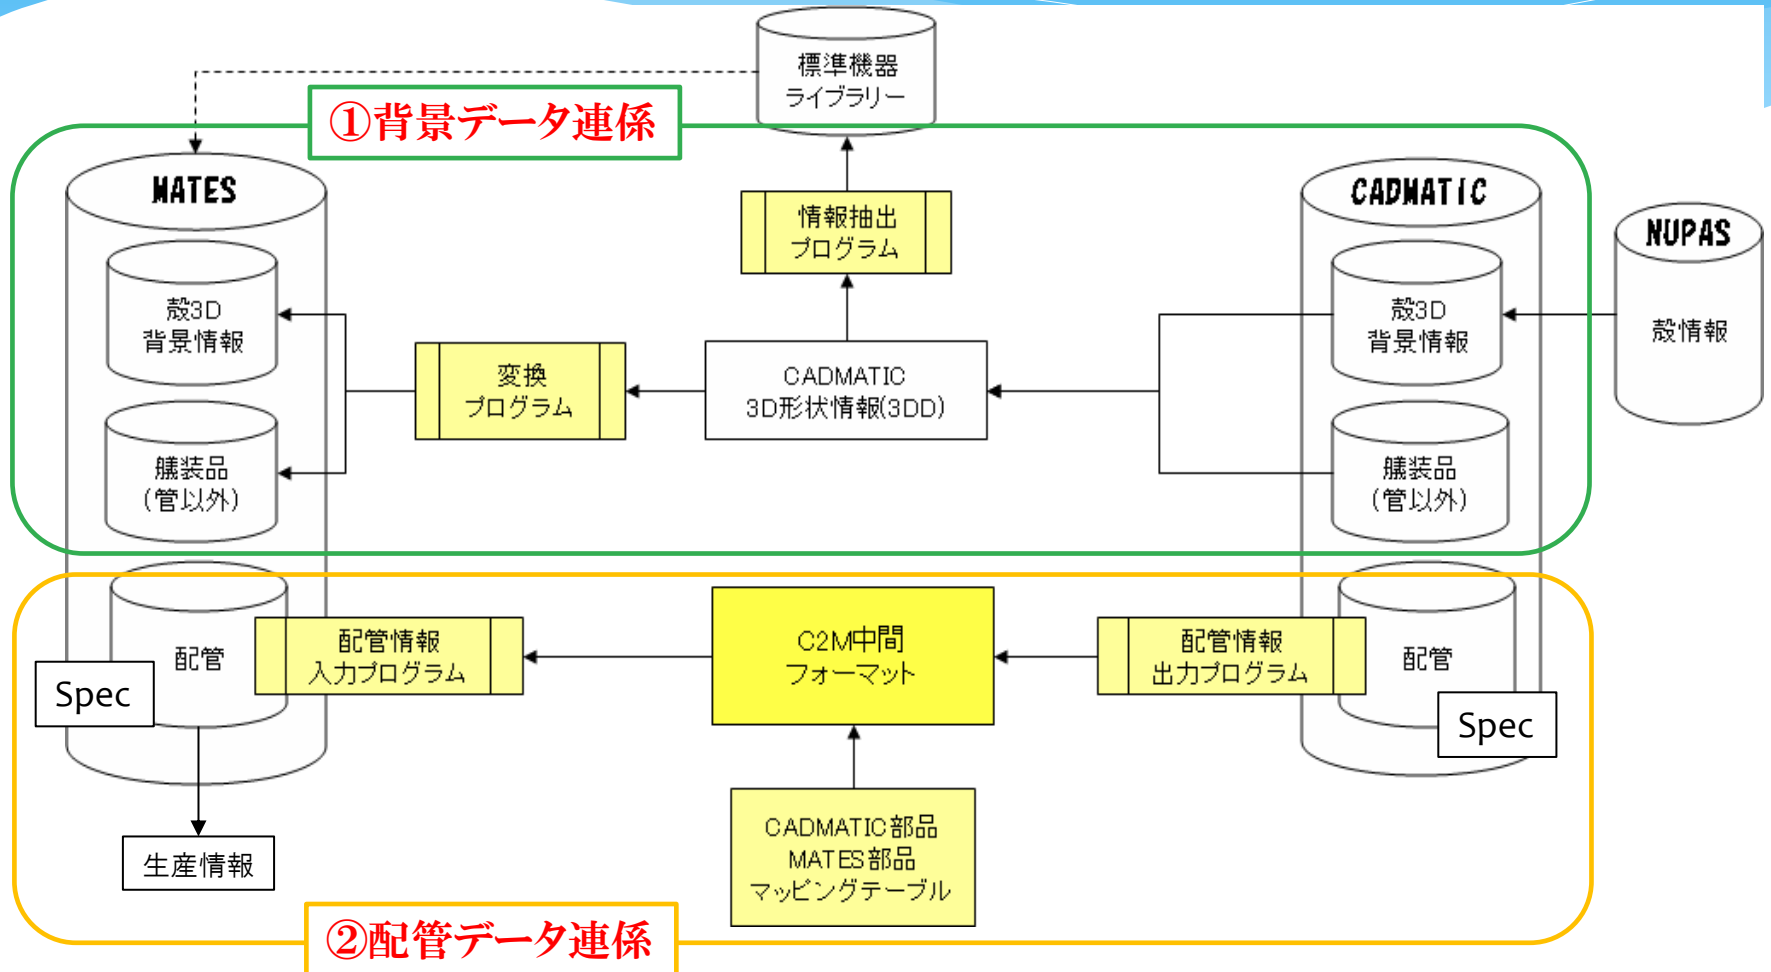 標準機器
ライブラリー
①背景データ連係
MATES
CADMATIC
NUPAS
情報抽出
プログラム
殻3D
背景情報
変換
プログラム
CADMATIC
3D形状情報(3DD)
殻3D
背景情報
殻情報
艤装品
(管以外)
艤装品
(管以外)
配管
Spec
配管情報
入力プログラム
C2M中間
フォーマット
配管情報
出力プログラム
配管
Spec
生産情報
CADMATIC部品
MATES部品
マッピングテーブル
②配管データ連係